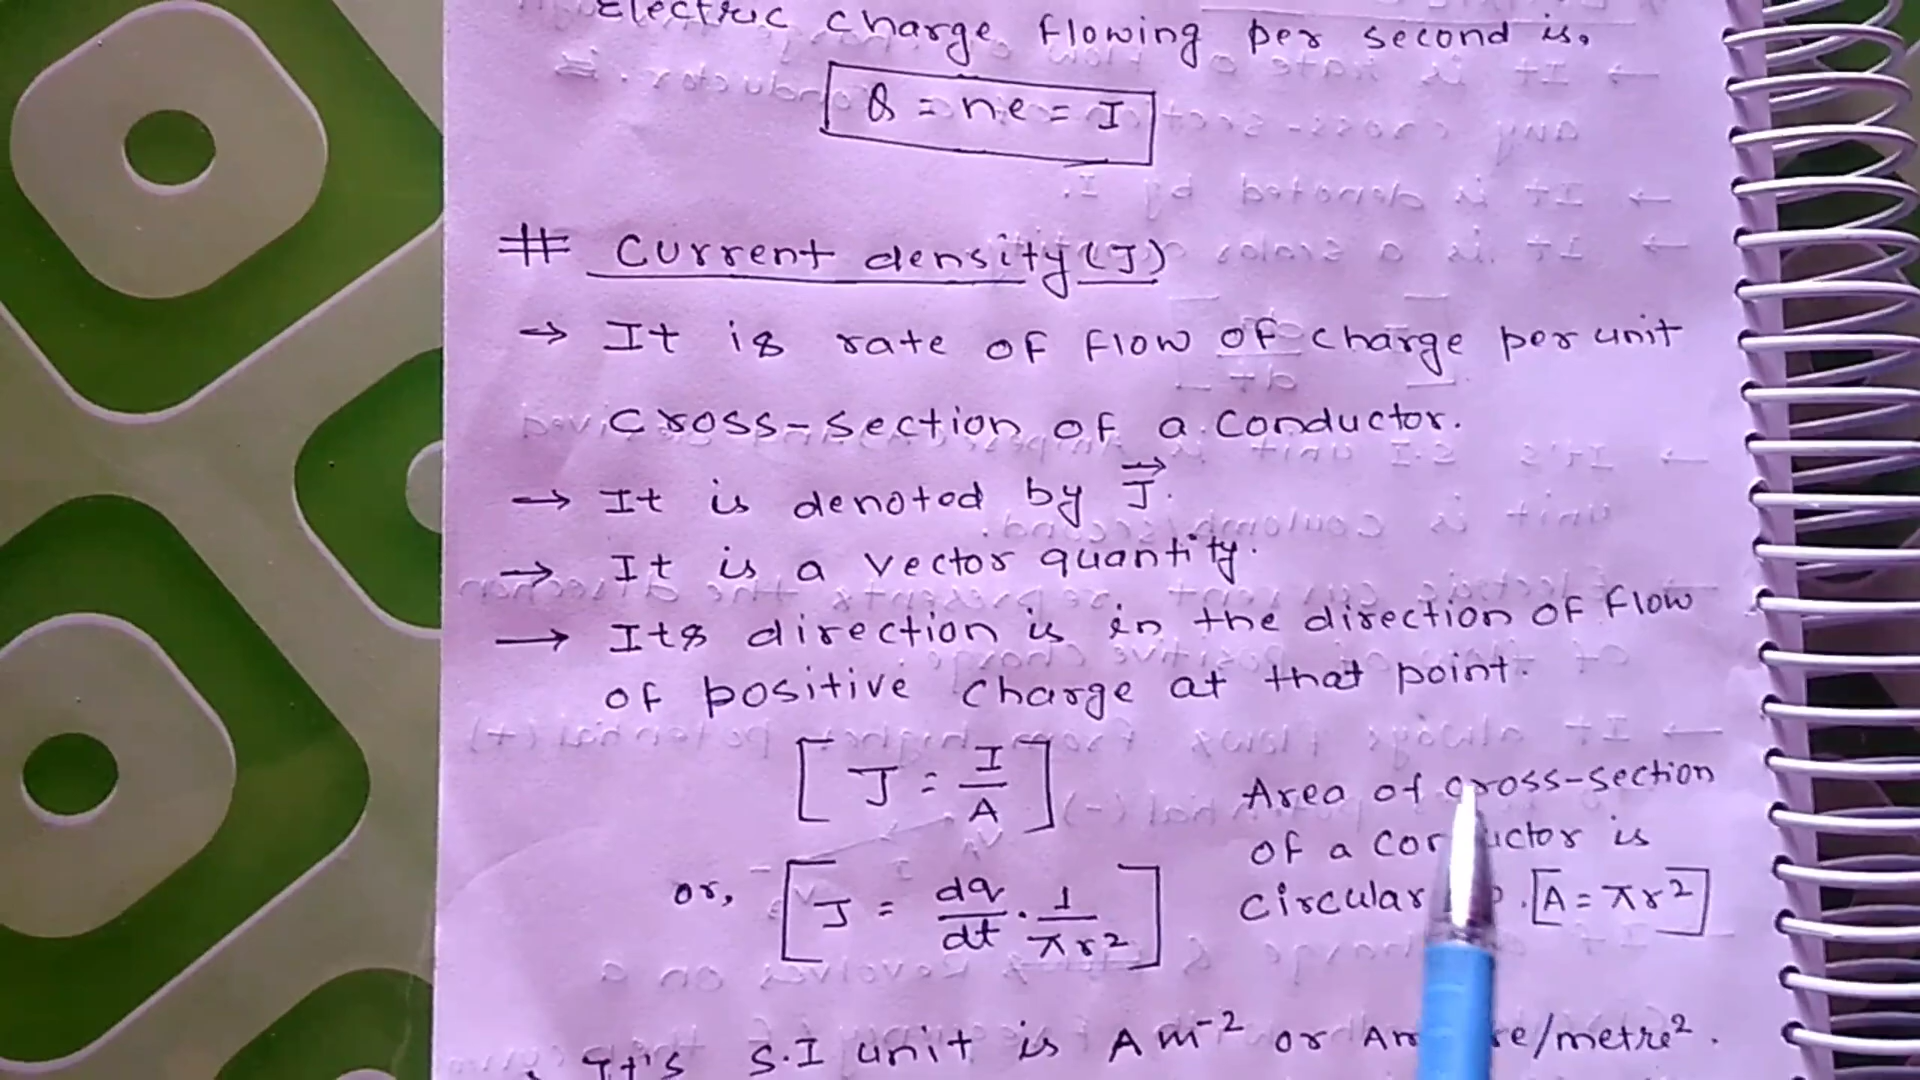 Electric charge flowing per second is,
Q = ne = I
# Current density (J)
→ It is rate of flow of charge per unit
cross-section of a conductor.
→ It is denoted by J⃗.
→ It is a vector quantity.
→ Its direction is in the direction of flow
of positive charge at that point.
[J = I/A]
or, [J = dq/dt · 1/πr²]
Area of cross-section
of a conductor is
circular . [A = πr²]
It's S.I unit is Am⁻² or /metre².